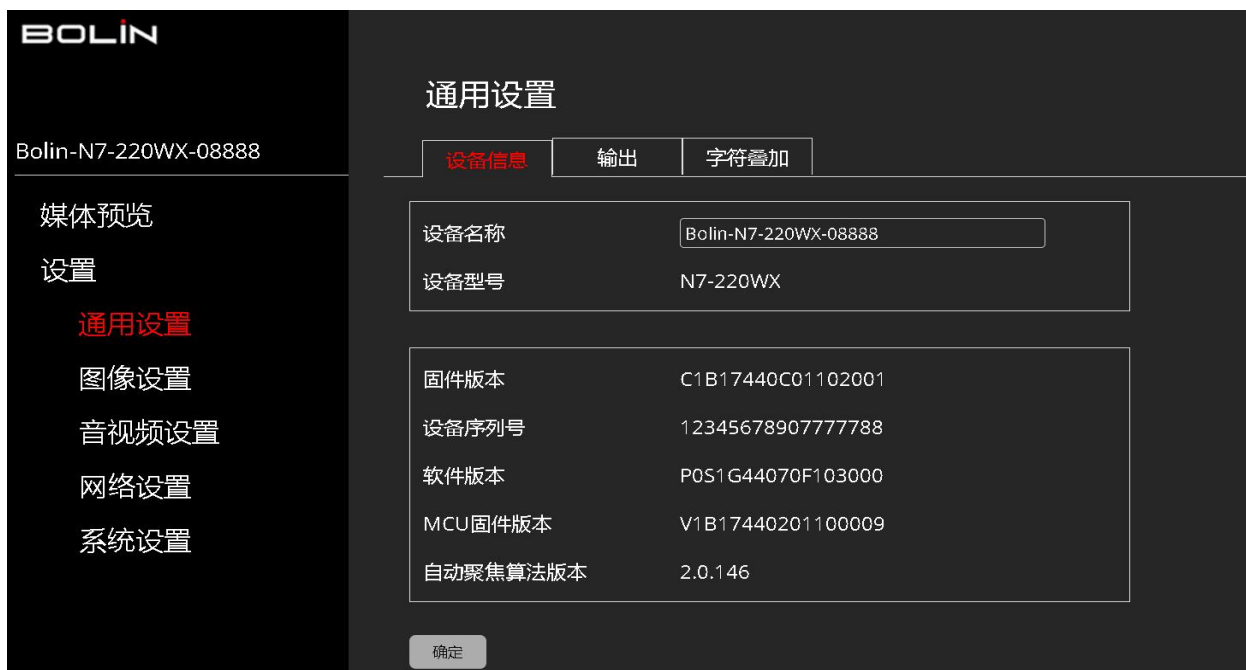 BOLIN
Bolin-N7-220WX-08888
媒体预览
设置
通用设置
图像设置
音视频设置
网络设置
系统设置
通用设置
设备信息 输出 字符叠加
设备名称 Bolin-N7-220WX-08888
设备型号 N7-220WX
固件版本 C1B17440C01102001
设备序列号 12345678907777788
软件版本 P0S1G44070F103000
MCU固件版本 V1B17440201100009
自动聚焦算法版本 2.0.146
确定